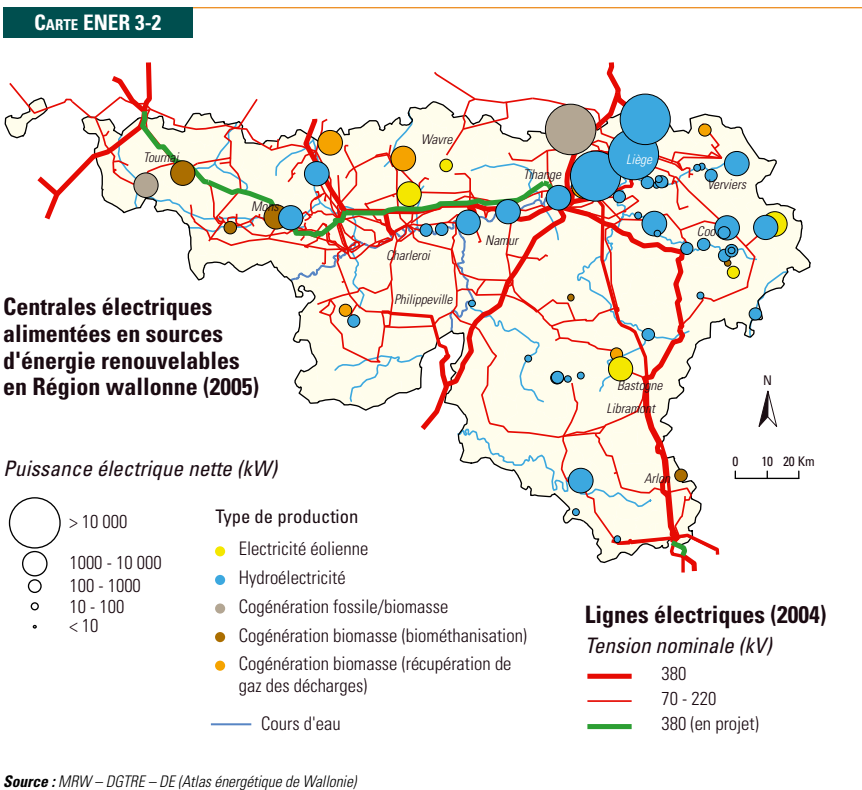 CARTE ENER 3-2
Wavre
Tournai
Liège
Tihange
Verviers
Mons
Coo
Namur
Charleroi
Philippeville
Centrales électriques
alimentées en sources
d'énergie renouvelables
en Région wallonne (2005)
Bastogne
Libramont
N
Arlon
0 10 20 Km
Puissance électrique nette (kW)
> 10 000
1000 - 10 000
100 - 1000
10 - 100
< 10
Type de production
Electricité éolienne
Hydroélectricité
Cogénération fossile/biomasse
Cogénération biomasse (biométhanisation)
Cogénération biomasse (récupération de
gaz des décharges)
Cours d'eau
Lignes électriques (2004)
Tension nominale (kV)
380
70 - 220
380 (en projet)
Source : MRW – DGTRE – DE (Atlas énergétique de Wallonie)